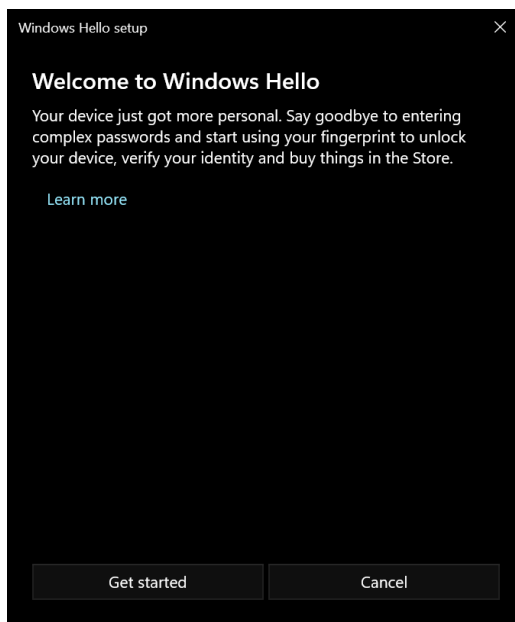 Windows Hello setup
Welcome to Windows Hello
Your device just got more personal. Say goodbye to entering
complex passwords and start using your fingerprint to unlock
your device, verify your identity and buy things in the Store.
Learn more
Get started
Cancel